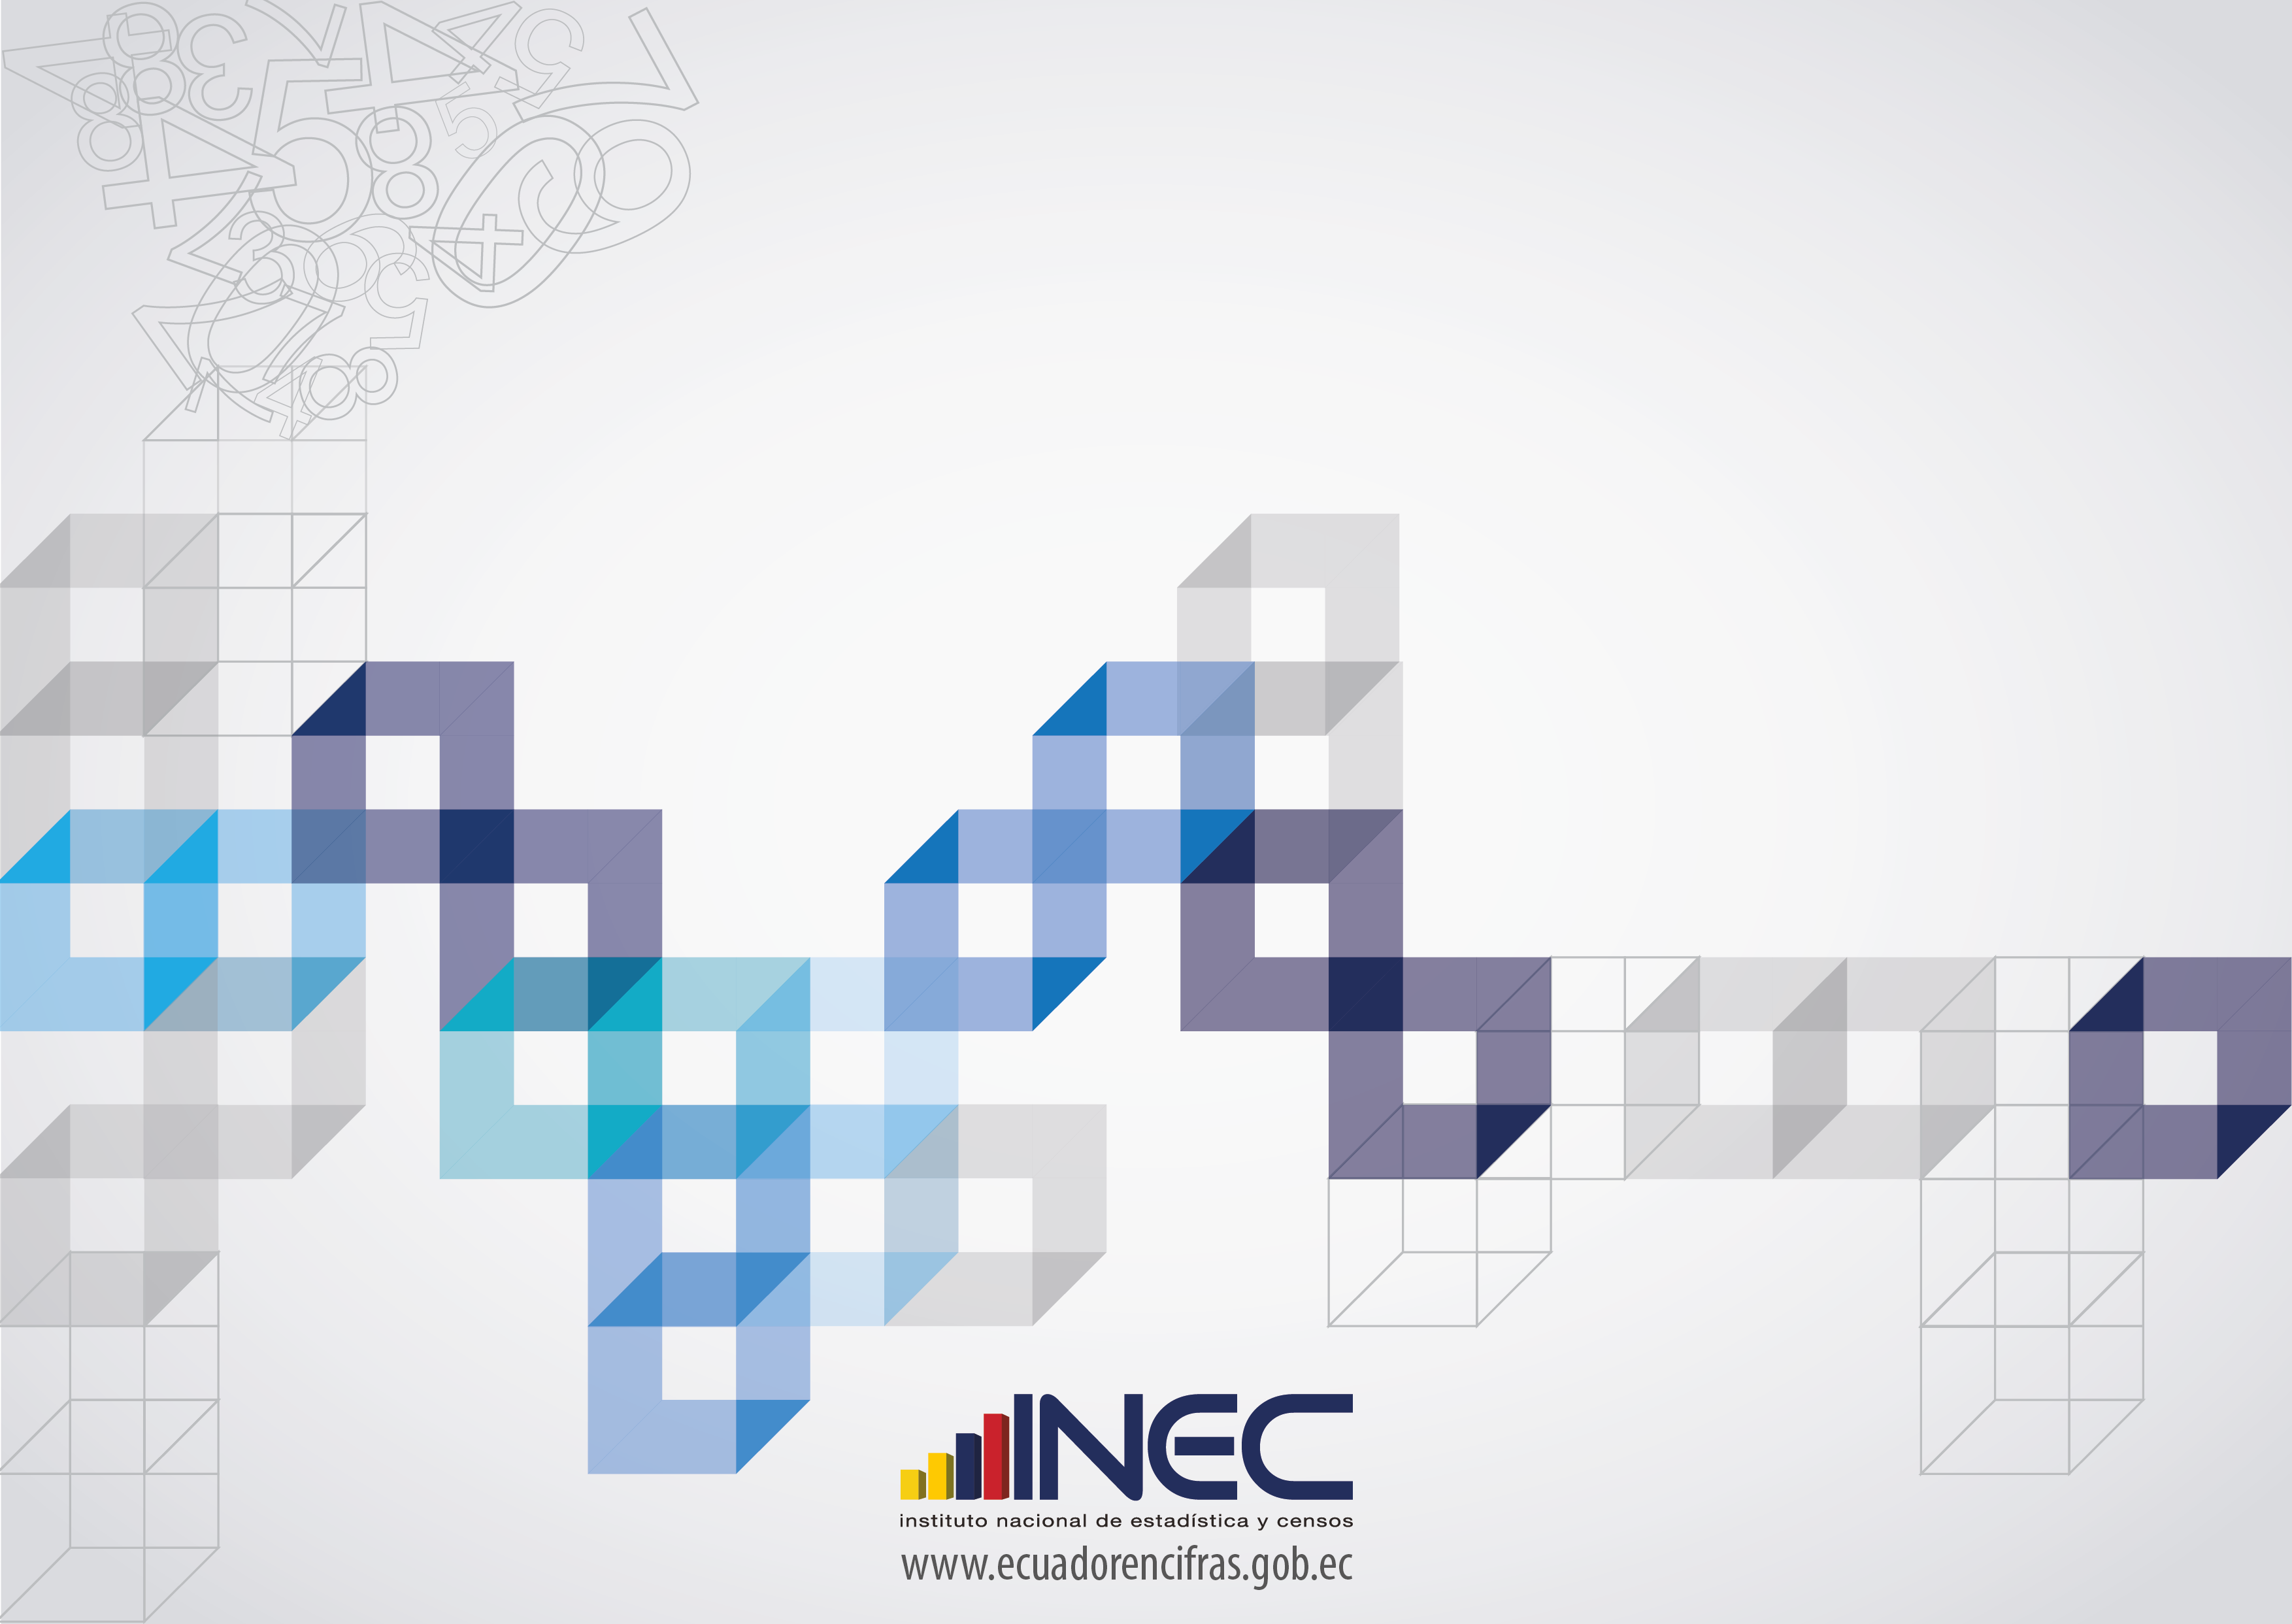 INEC
instituto nacional de estadística y censos
www.ecuadorencifras.gob.ec